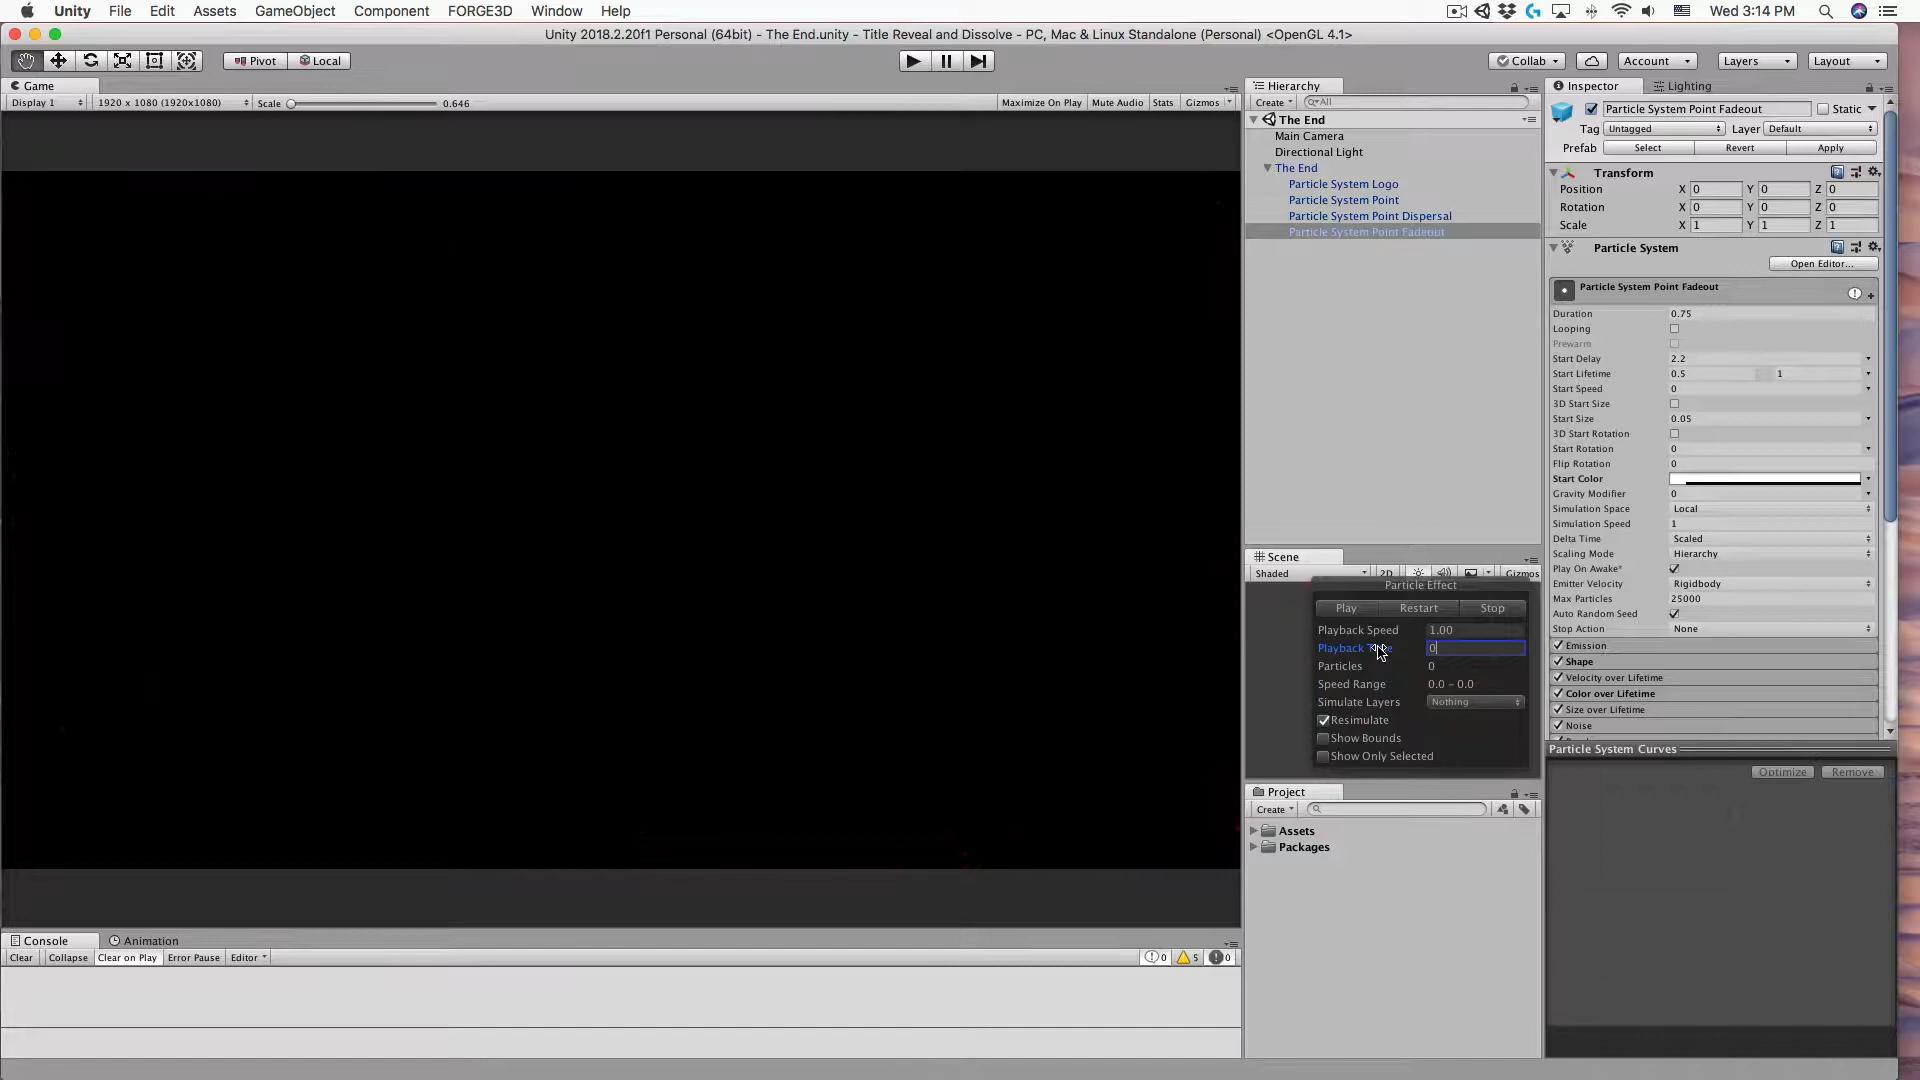 Unity File Edit Assets GameObject Component FORGE3D Window Help Wed 3:14 PM
Unity 2018.2.20f1 Personal (64bit) - The End.unity - Title Reveal and Dissolve - PC, Mac & Linux Standalone (Personal) <OpenGL 4.1>
Pivot Local Collab Account Layers Layout
Game
Display 1 1920 x 1080 (1920x1080) Scale 0.646 Maximize On Play Mute Audio Stats Gizmos
Hierarchy
Create All
The End
Main Camera
Directional Light
The End
Particle System Logo
Particle System Point
Particle System Point Dispersal
Particle System Point Fadeout
Scene
Shaded 2D Gizmos
Particle Effect
Play Restart Stop
Playback Speed 1.00
Playback 0
Particles 0
Speed Range 0.0 - 0.0
Simulate Layers Nothing
Resimulate
Show Bounds
Show Only Selected
Project
Create
Assets
Packages
Inspector Lighting
Particle System Point Fadeout Static
Tag Untagged Layer Default
Prefab Select Revert Apply
Transform
Position X 0 Y 0 Z 0
Rotation X 0 Y 0 Z 0
Scale X 1 Y 1 Z 1
Particle System
Open Editor...
Particle System Point Fadeout
Duration 0.75
Looping
Prewarm
Start Delay 2.2
Start Lifetime 0.5 1
Start Speed 0
3D Start Size
Start Size 0.05
3D Start Rotation
Start Rotation 0
Flip Rotation 0
Start Color
Gravity Modifier 0
Simulation Space Local
Simulation Speed 1
Delta Time Scaled
Scaling Mode Hierarchy
Play On Awake*
Emitter Velocity Rigidbody
Max Particles 25000
Auto Random Seed
Stop Action None
Emission
Shape
Velocity over Lifetime
Color over Lifetime
Size over Lifetime
Noise
Particle System Curves
Optimize Remove
Console Animation
Clear Collapse Clear on Play Error Pause Editor 0 5 0